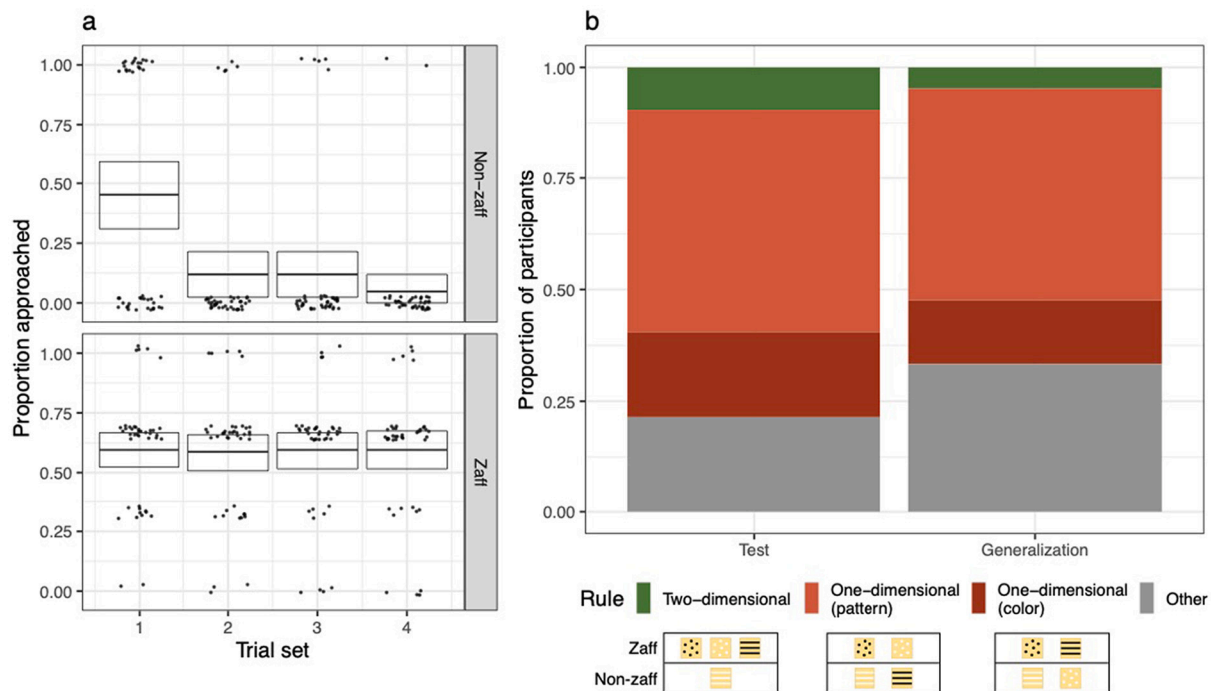 a
Proportion approached
1.00
0.75
0.50
0.25
0.00
Non−zaff
1.00
0.75
0.50
0.25
0.00
Zaff
1 2 3 4
Trial set
b
Proportion of participants
1.00
0.75
0.50
0.25
0.00
Test Generalization
Rule Two−dimensional One−dimensional (pattern) One−dimensional (color) Other
Zaff
Non−zaff